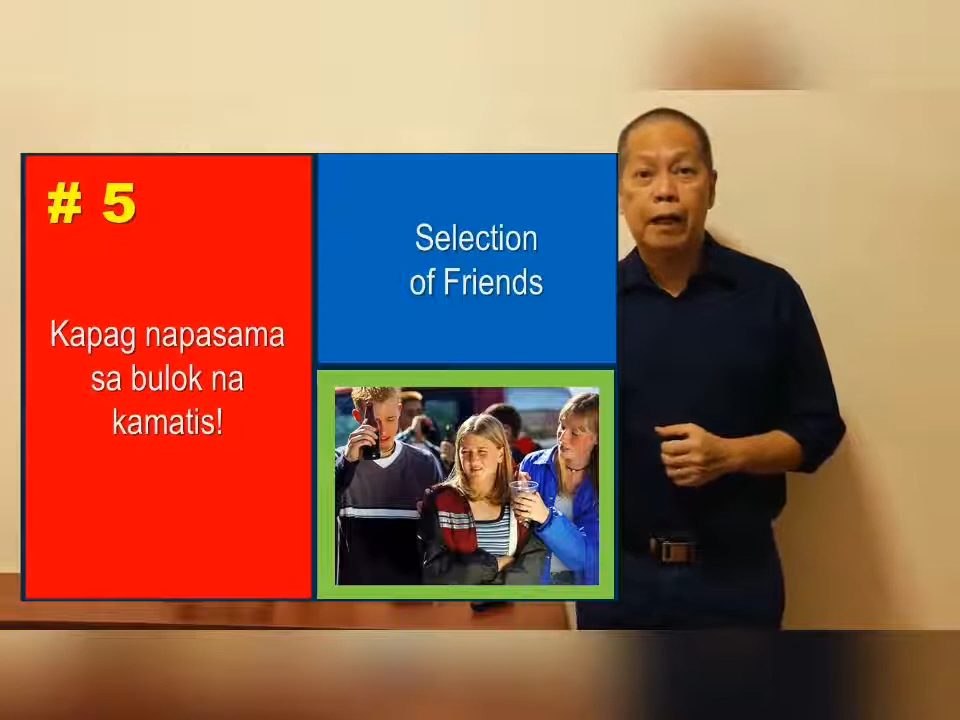 # 5
Kapag napasama
sa bulok na
kamatis!
Selection
of Friends